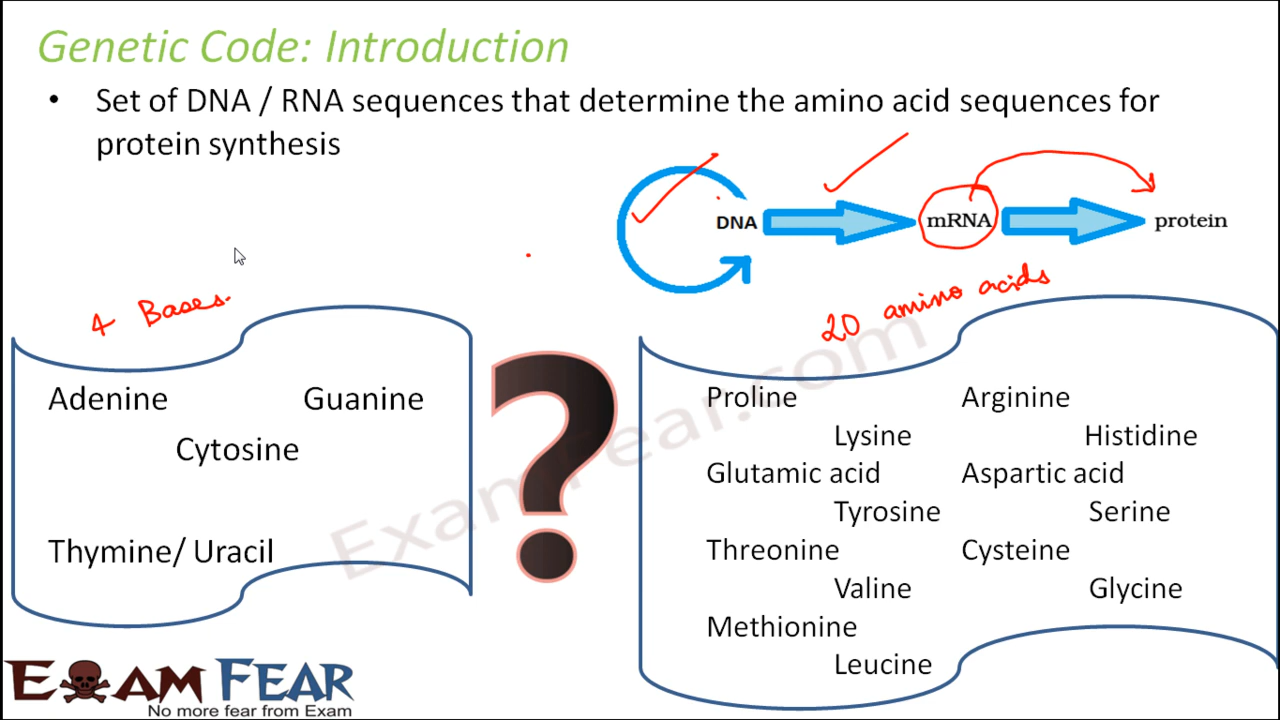 Genetic Code: Introduction
• Set of DNA / RNA sequences that determine the amino acid sequences for
protein synthesis
DNA
mRNA
protein
4 Bases.
20 amino acids
Adenine Guanine
Cytosine
Thymine/ Uracil
?
Proline Arginine
Lysine Histidine
Glutamic acid Aspartic acid
Tyrosine Serine
Threonine Cysteine
Valine Glycine
Methionine
Leucine
Examfear.com
EXAM FEAR
No more fear from Exam